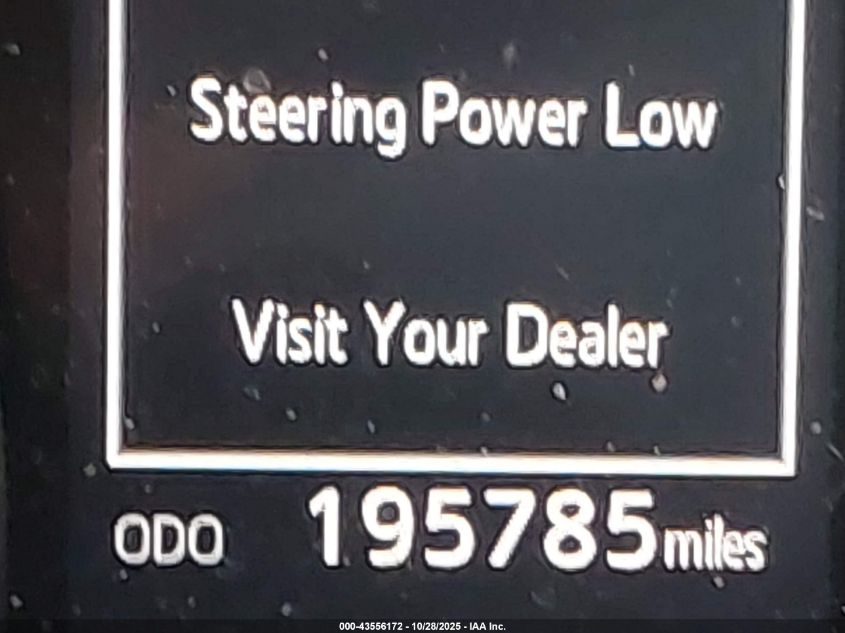 Steering Power Low
Visit Your Dealer
ODO 195785 miles
000-43556172 - 10/28/2025 - IAA Inc.